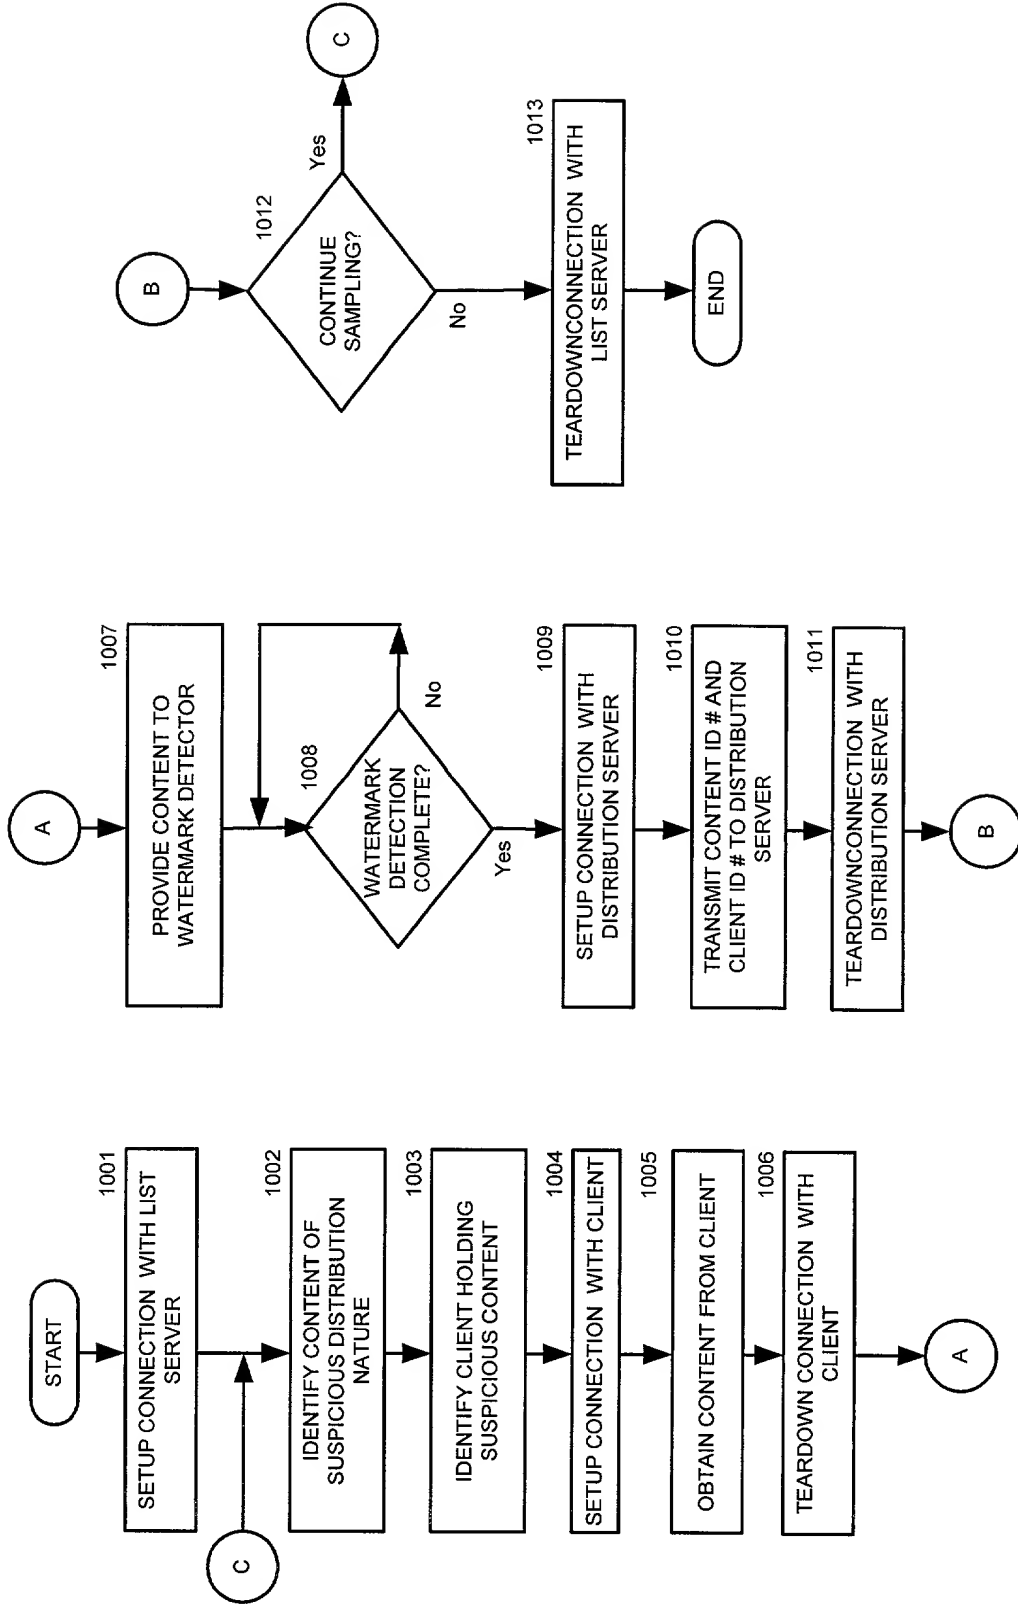 START
1001
SETUP CONNECTION WITH LIST
SERVER
C
1002
IDENTIFY CONTENT OF
SUSPICIOUS DISTRIBUTION
NATURE
1003
IDENTIFY CLIENT HOLDING
SUSPICIOUS CONTENT
1004
SETUP CONNECTION WITH CLIENT
1005
OBTAIN CONTENT FROM CLIENT
1006
TEARDOWN CONNECTION WITH
CLIENT
A
A
1007
PROVIDE CONTENT TO
WATERMARK DETECTOR
1008
WATERMARK
DETECTION
COMPLETE?
No
Yes
1009
SETUP CONNECTION WITH
DISTRIBUTION SERVER
1010
TRANSMIT CONTENT ID # AND
CLIENT ID # TO DISTRIBUTION
SERVER
1011
TEARDOWNCONNECTION WITH
DISTRIBUTION SERVER
B
B
1012
CONTINUE
SAMPLING?
Yes
C
No
1013
TEARDOWNCONNECTION WITH
LIST SERVER
END